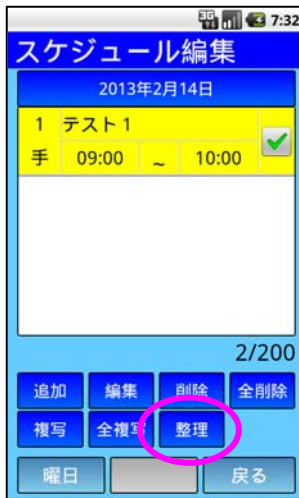 3G 7:32
スケジュール編集
2013年2月14日
1 テスト1
手 09:00 ~ 10:00
2/200
追加 編集 削除 全削除
複写 全複写 整理
曜日 戻る